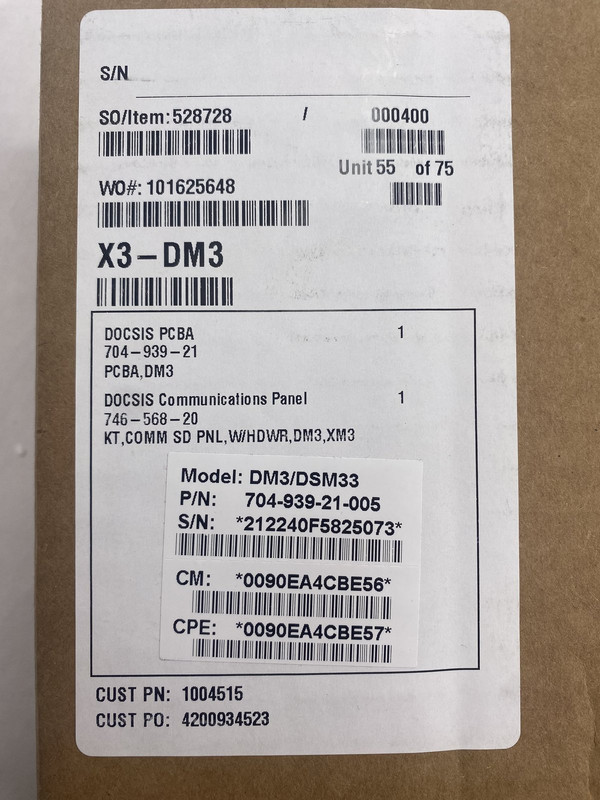 S/N
SO/Item: 528728 / 000400
Unit 55 of 75
WO#: 101625648
X3-DM3
DOCSIS PCBA 1
704-939-21
PCBA,DM3
DOCSIS Communications Panel 1
746-568-20
KT,COMM SD PNL,W/HDWR,DM3,XM3
Model: DM3/DSM33
P/N: 704-939-21-005
S/N: *212240F5825073*
CM: *0090EA4CBE56*
CPE: *0090EA4CBE57*
CUST PN: 1004515
CUST PO: 4200934523